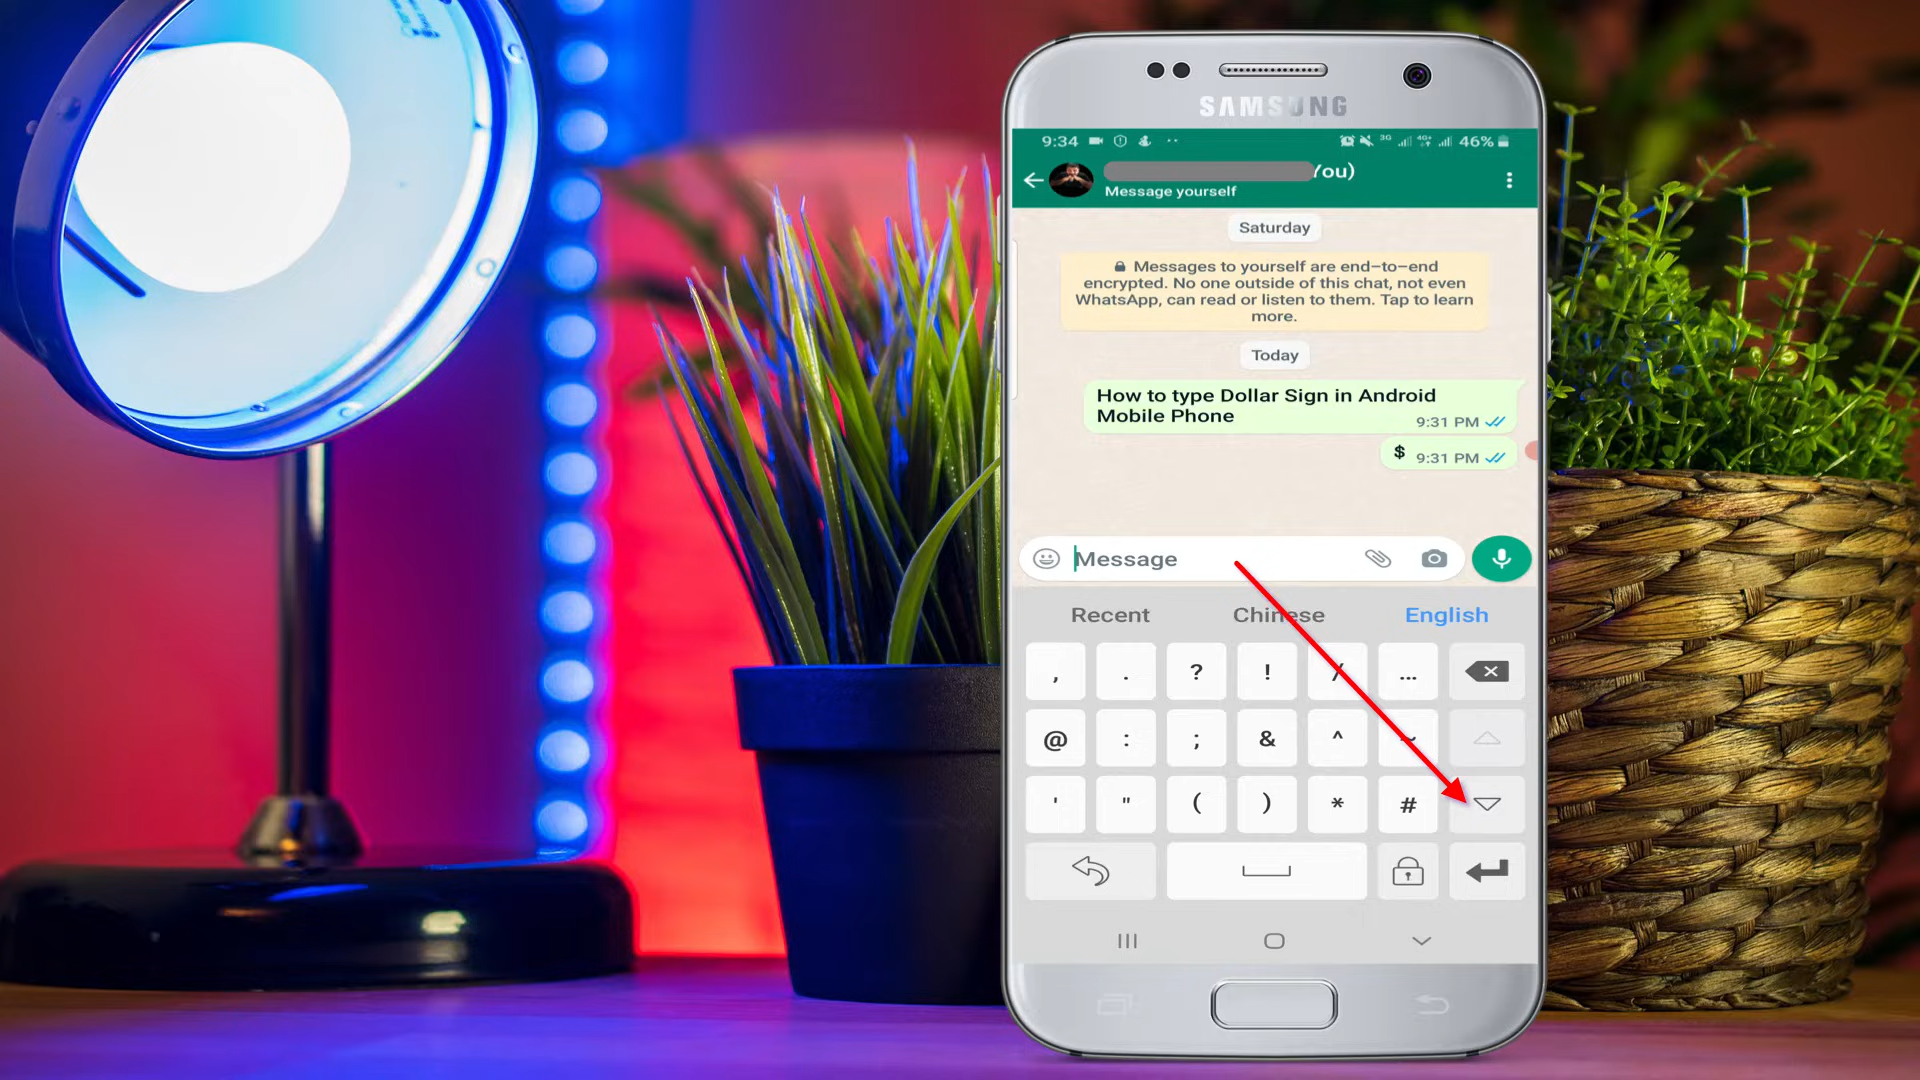 SAMSUNG
9:34 3G 4G+ 46%
You)
Message yourself
Saturday
Messages to yourself are end-to-end
encrypted. No one outside of this chat, not even
WhatsApp, can read or listen to them. Tap to learn
more.
Today
How to type Dollar Sign in Android
Mobile Phone
9:31 PM
$ 9:31 PM
Message
Recent Chinese English
, . ? ! / ...
@ : ; & ^ ~
' " ( ) * #